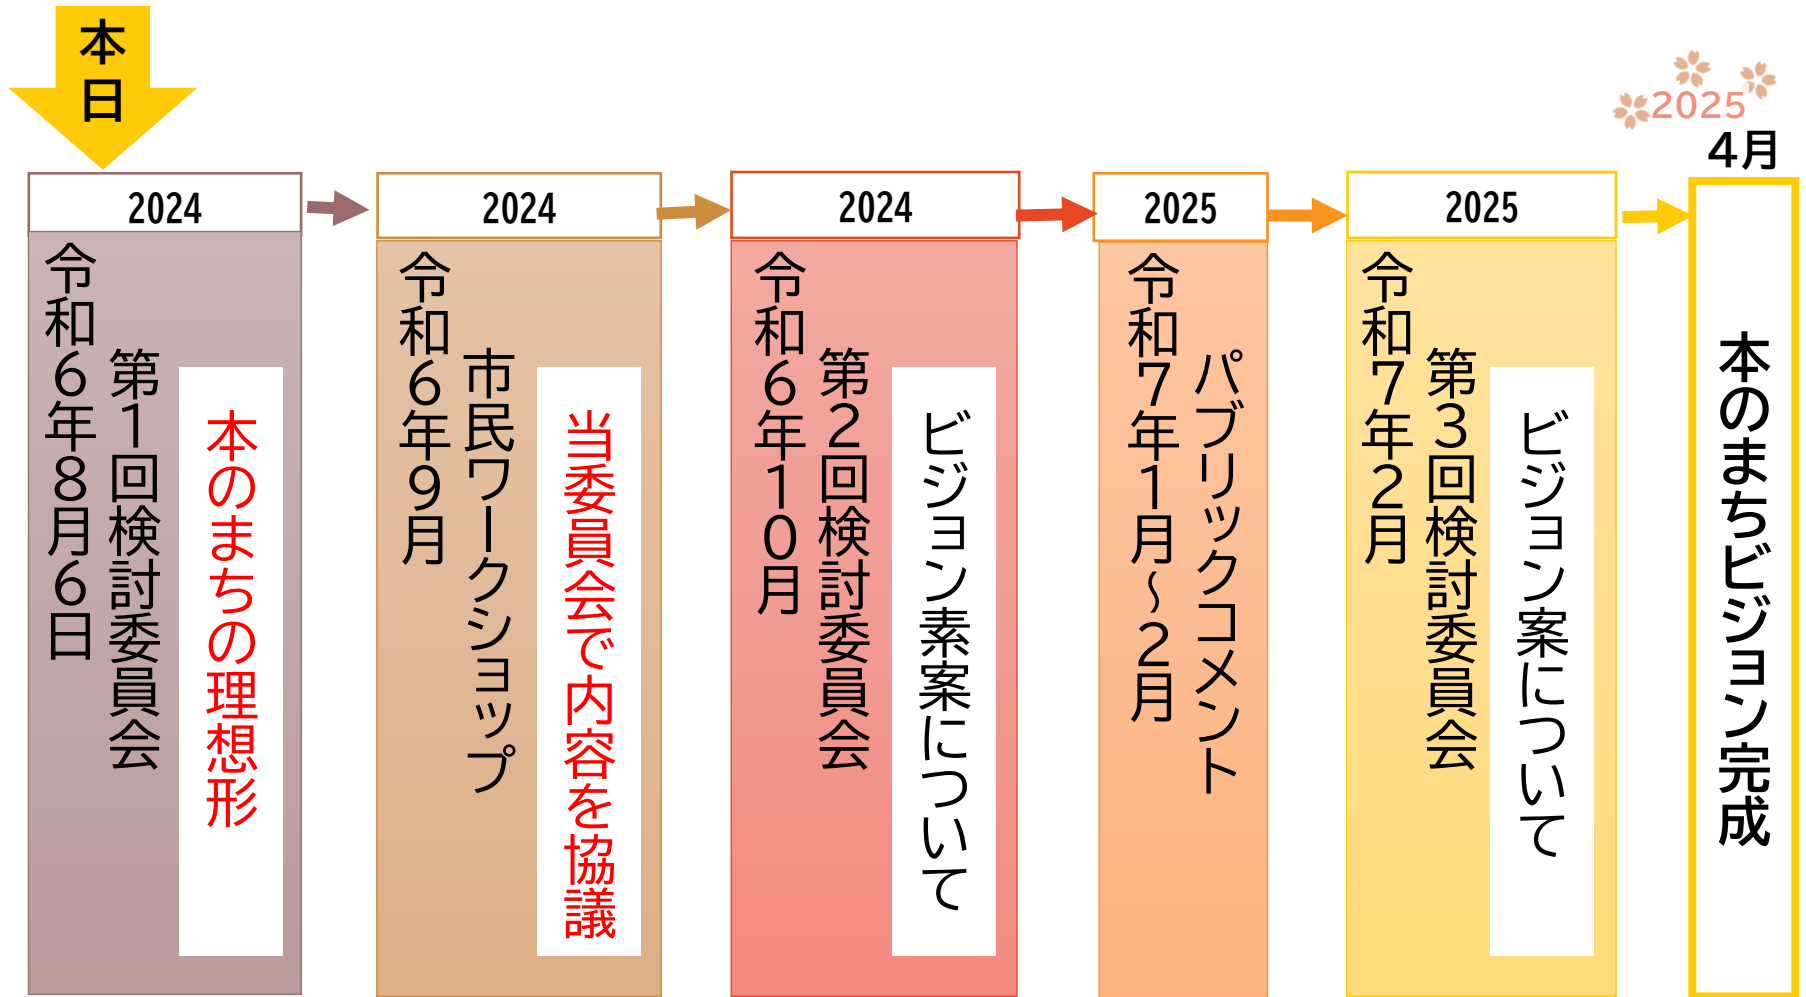 本日
2024
令和６年８月６日
第１回検討委員会
本のまちの理想形
2024
令和６年９月
市民ワークショップ
当委員会で内容を協議
2024
令和６年１０月
第２回検討委員会
ビジョン素案について
2025
令和７年１月～２月
パブリックコメント
2025
令和７年２月
第３回検討委員会
ビジョン案について
2025
４月
本のまちビジョン完成